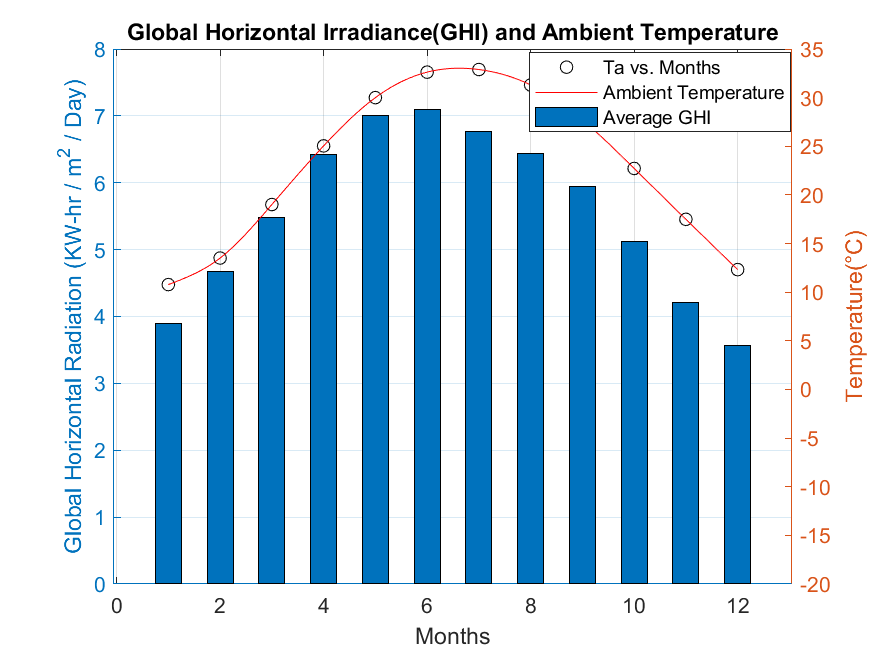 Global Horizontal Irradiance(GHI) and Ambient Temperature
Global Horizontal Radiation (KW-hr / m² / Day)
8
7
6
5
4
3
2
1
0
Ta vs. Months
Ambient Temperature
Average GHI
35
30
25
20
15
10
5
0
-5
-10
-15
-20
Temperature(°C)
0 2 4 6 8 10 12
Months